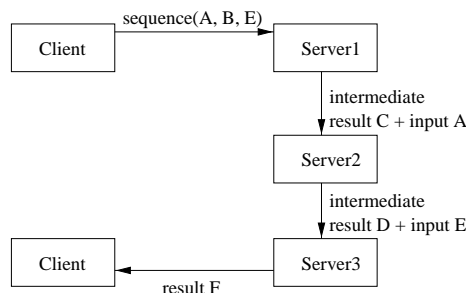 sequence(A, B, E)
Client
Server1
intermediate
result C + input A
Server2
intermediate
result D + input E
Client
Server3
result F